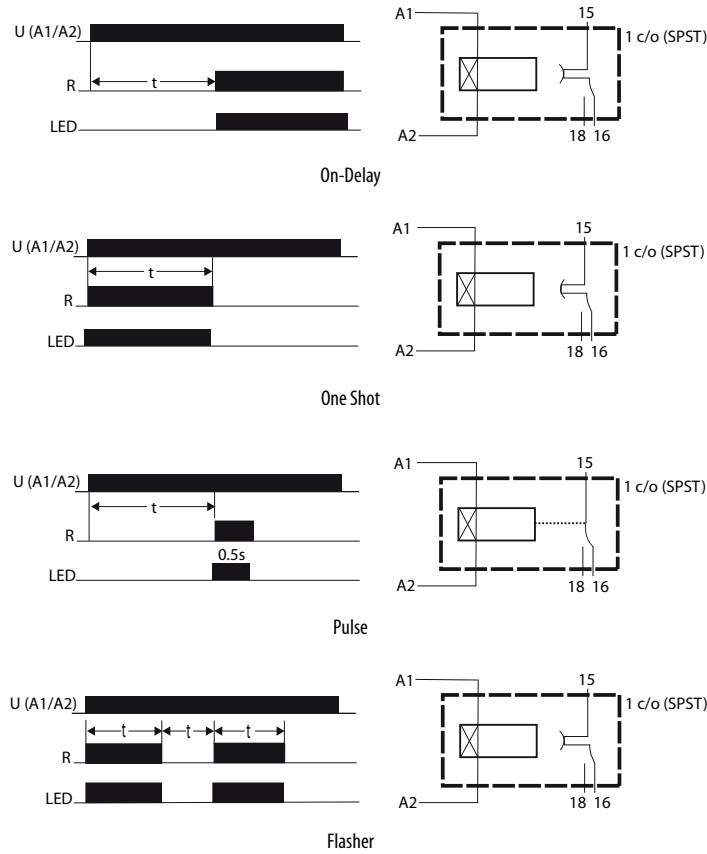 U (A1/A2)
R
t
LED
A1
15
1 c/o (SPST)
A2
18 16
On-Delay
U (A1/A2)
t
R
LED
A1
15
1 c/o (SPST)
A2
18 16
One Shot
U (A1/A2)
t
R
0.5s
LED
A1
15
1 c/o (SPST)
A2
18 16
Pulse
U (A1/A2)
t t t
R
LED
A1
15
1 c/o (SPST)
A2
18 16
Flasher